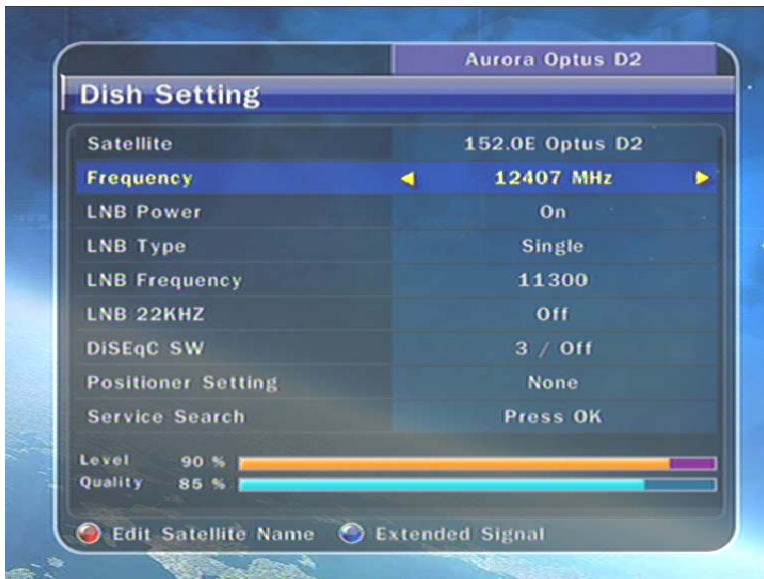 Aurora Optus D2
Dish Setting
Satellite 152.0E Optus D2
Frequency 12407 MHz
LNB Power On
LNB Type Single
LNB Frequency 11300
LNB 22KHZ Off
DiSEqC SW 3 / Off
Positioner Setting None
Service Search Press OK
Level 90 %
Quality 85 %
Edit Satellite Name Extended Signal